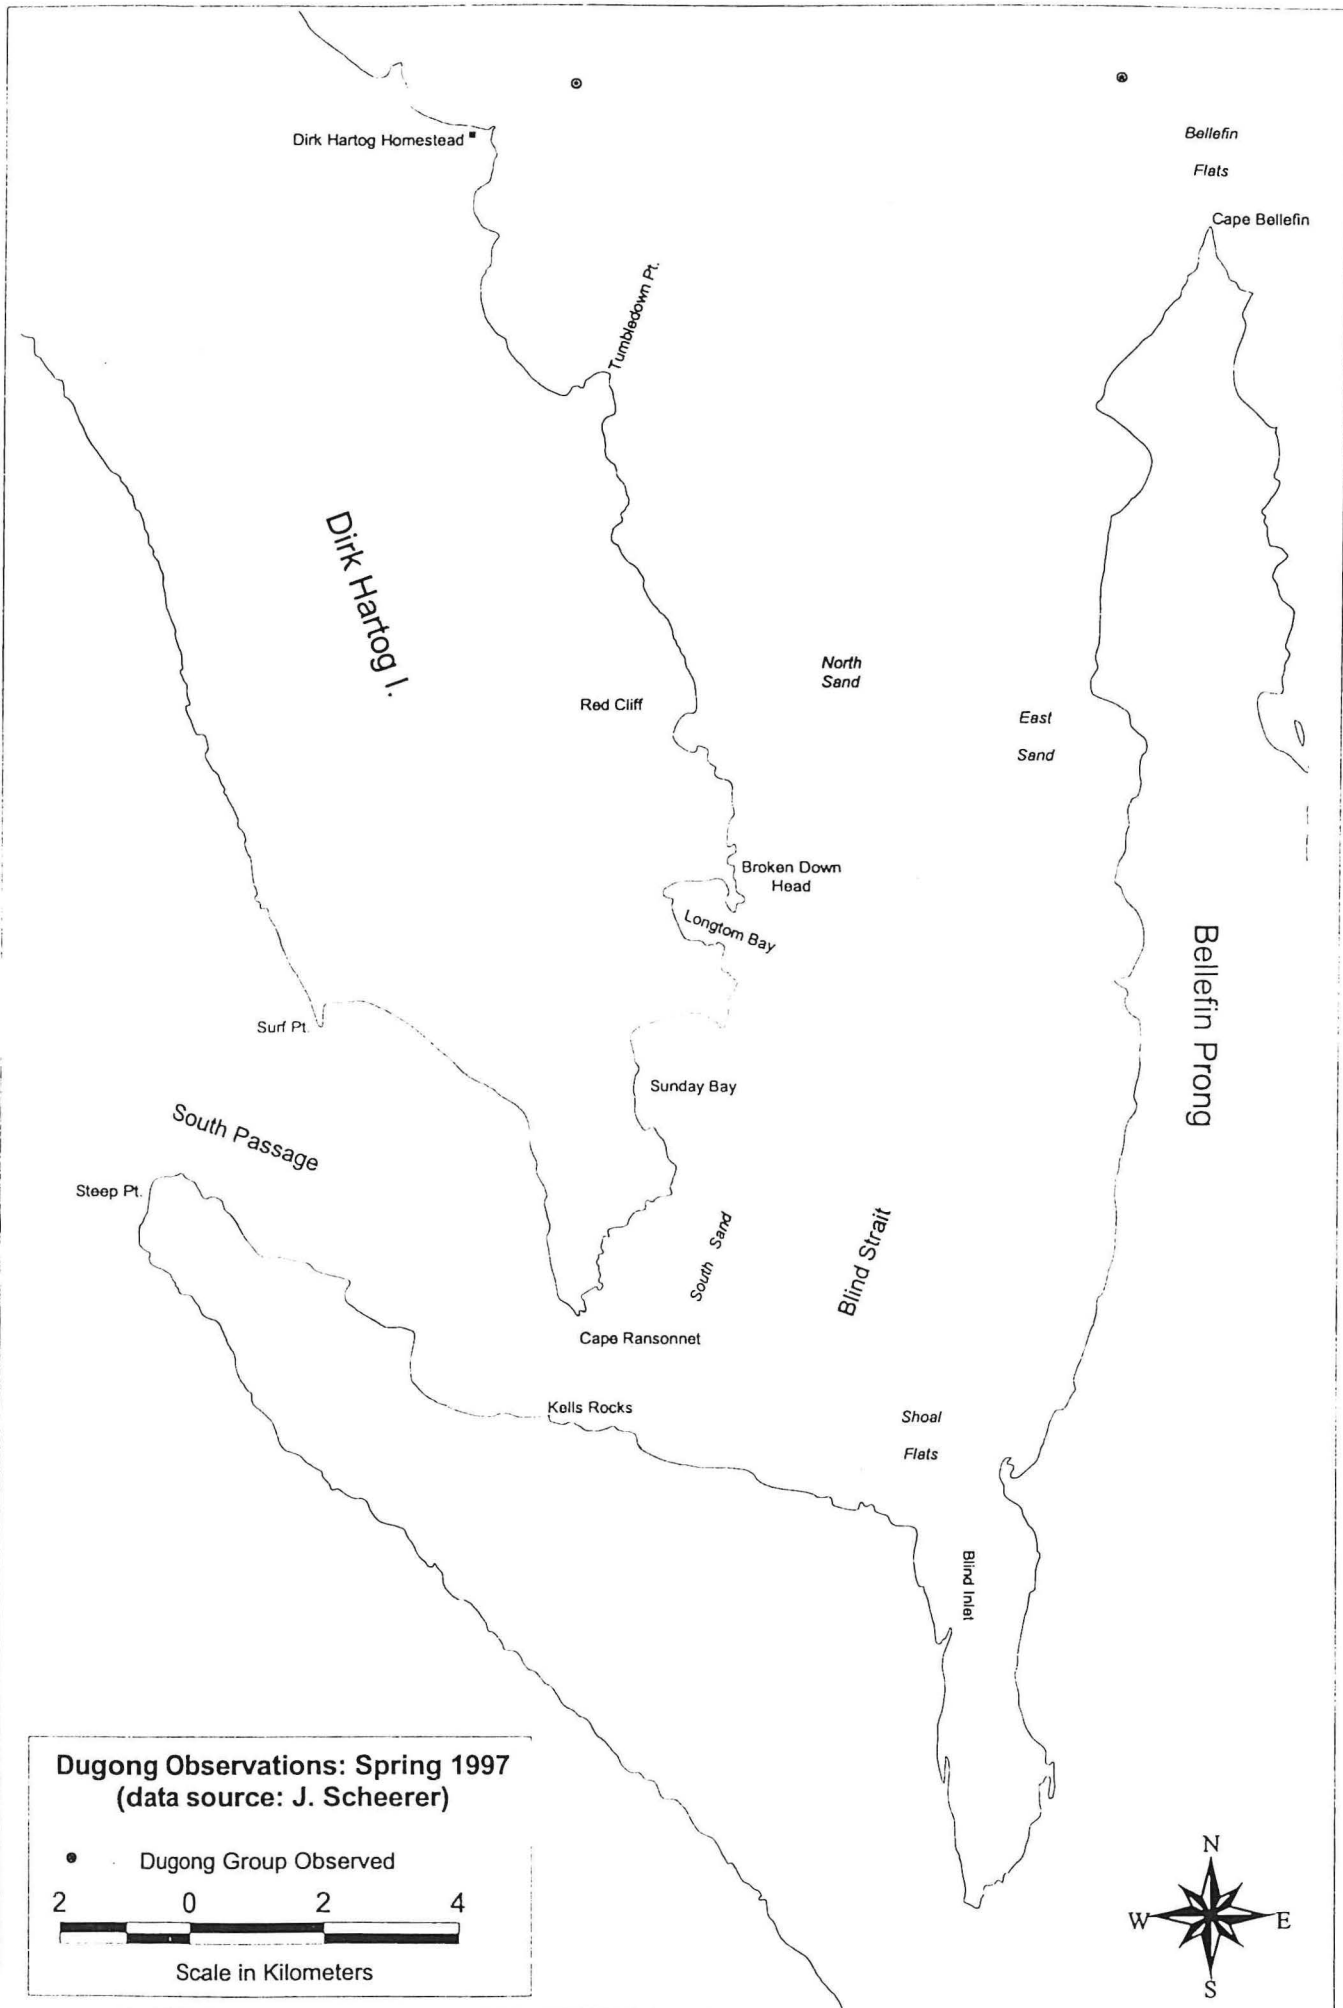 Dirk Hartog Homestead
Bellefin
Flats
Cape Bellefin
Tumbledown Pt.
Dirk Hartog I.
North
Sand
Red Cliff
East
Sand
Broken Down
Head
Longtom Bay
Bellefin Prong
Surf Pt.
Sunday Bay
South Passage
Steep Pt.
South Sand
Blind Strait
Cape Ransonnet
Kells Rocks
Shoal
Flats
Blind Inlet
Dugong Observations: Spring 1997
(data source: J. Scheerer)
Dugong Group Observed
2 0 2 4
Scale in Kilometers
N
W E
S